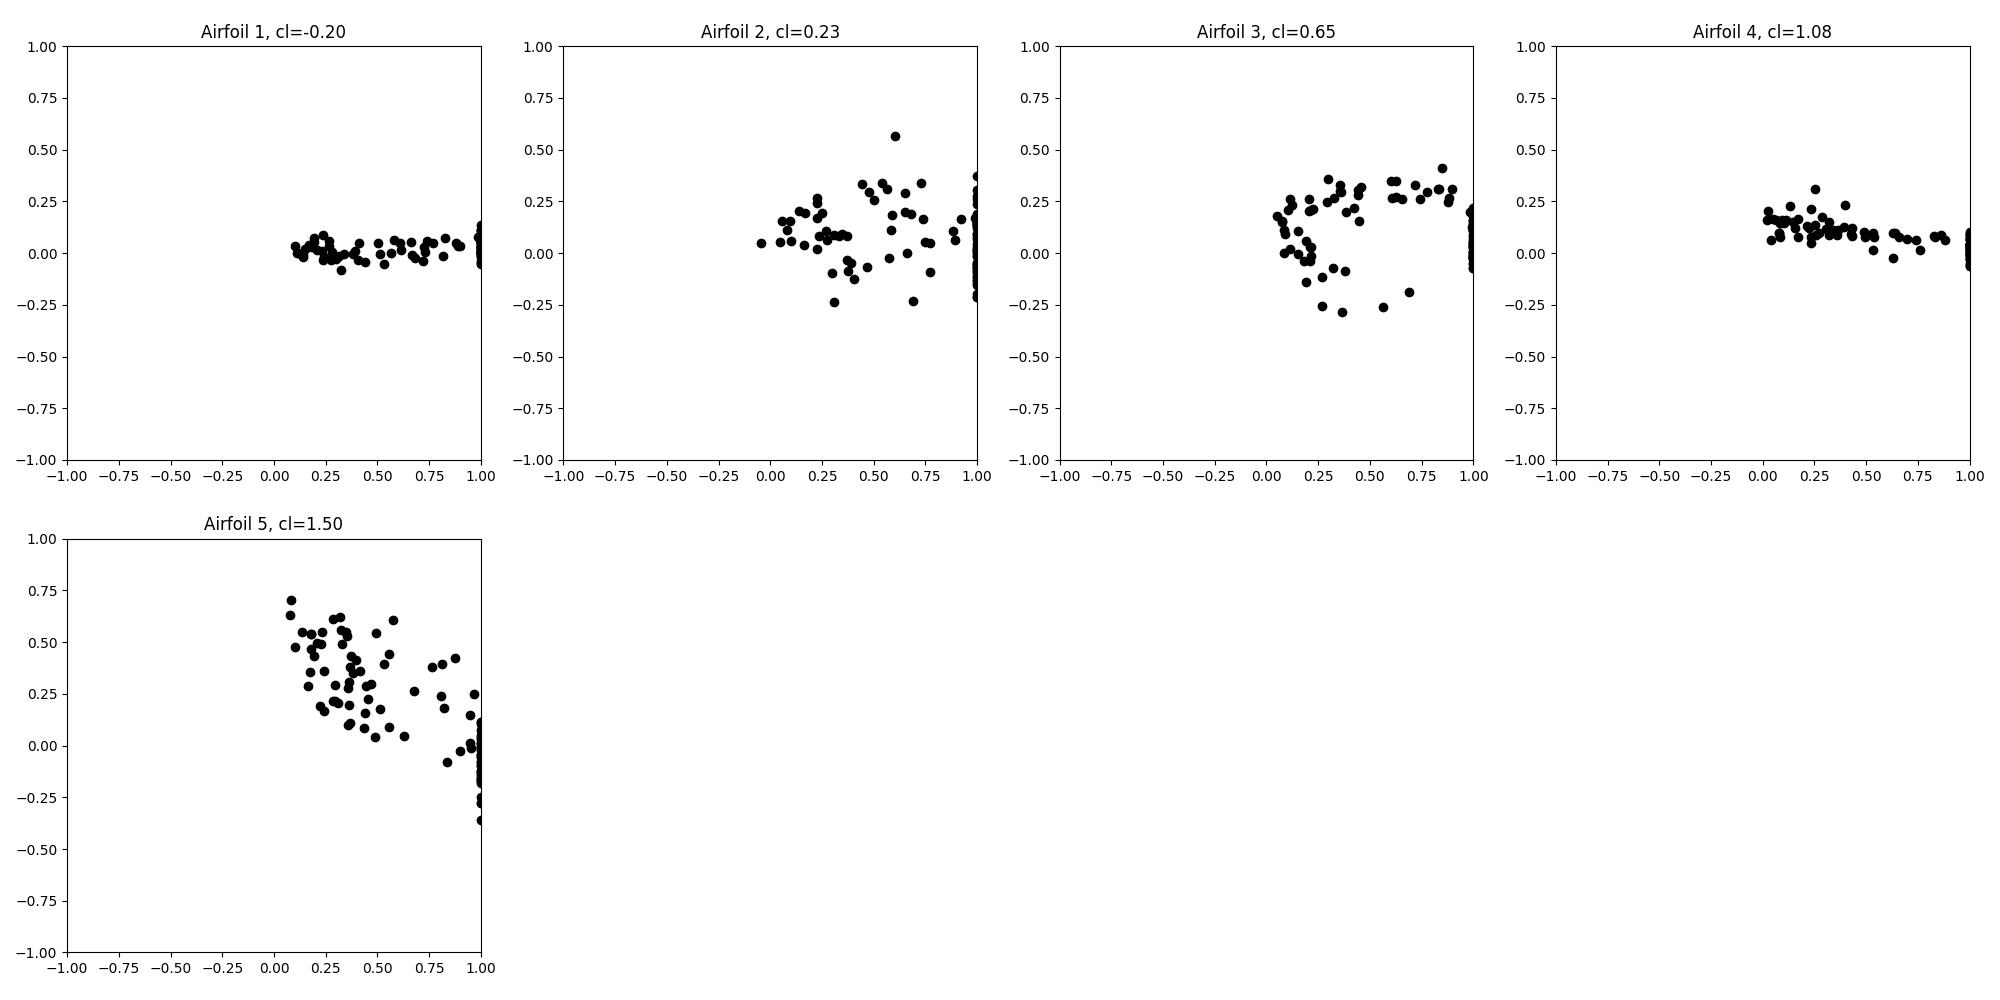 Airfoil 1, cl=-0.20
Airfoil 2, cl=0.23
Airfoil 3, cl=0.65
Airfoil 4, cl=1.08
1.00 1.00 1.00 1.00
0.75 0.75 0.75 0.75
0.50 0.50 0.50 0.50
0.25 0.25 0.25 0.25
0.00 0.00 0.00 0.00
−0.25 −0.25 −0.25 −0.25
−0.50 −0.50 −0.50 −0.50
−0.75 −0.75 −0.75 −0.75
−1.00 −1.00 −1.00 −1.00
−1.00 −0.75 −0.50 −0.25 0.00 0.25 0.50 0.75 1.00
−1.00 −0.75 −0.50 −0.25 0.00 0.25 0.50 0.75 1.00
−1.00 −0.75 −0.50 −0.25 0.00 0.25 0.50 0.75 1.00
−1.00 −0.75 −0.50 −0.25 0.00 0.25 0.50 0.75 1.00
Airfoil 5, cl=1.50
1.00
0.75
0.50
0.25
0.00
−0.25
−0.50
−0.75
−1.00
−1.00 −0.75 −0.50 −0.25 0.00 0.25 0.50 0.75 1.00